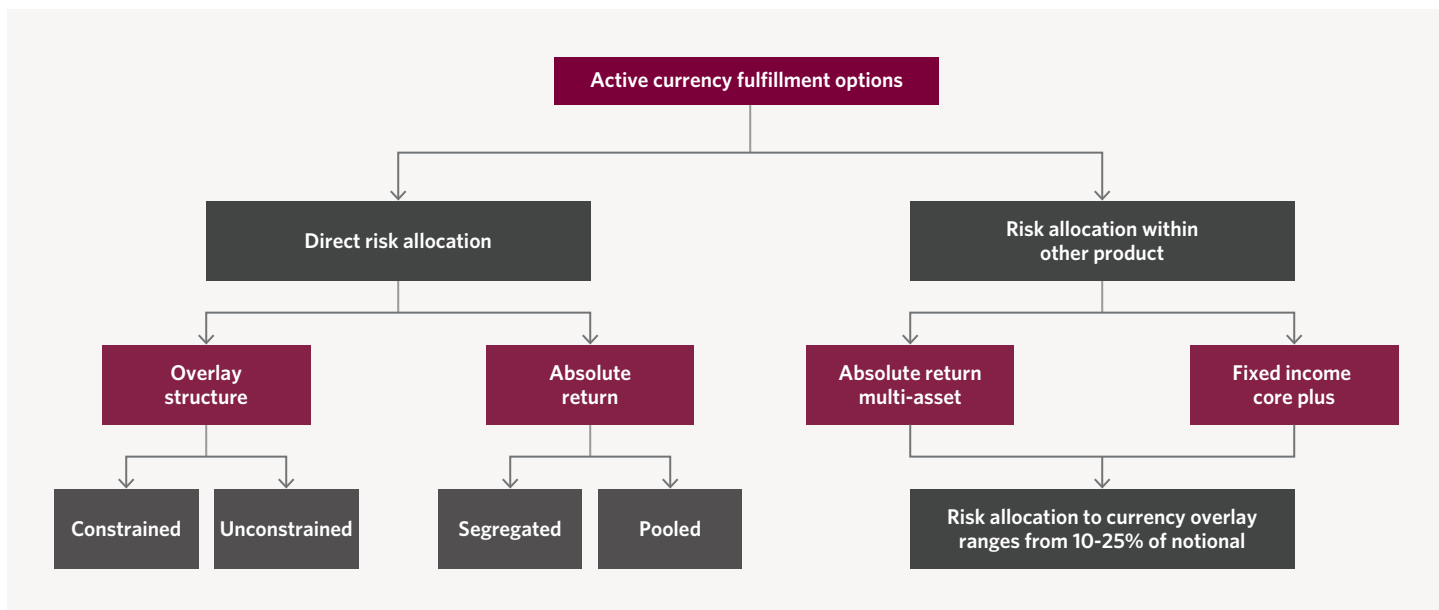 Active currency fulfillment options
Direct risk allocation
Risk allocation within
other product
Overlay
structure
Absolute
return
Absolute return
multi-asset
Fixed income
core plus
Constrained
Unconstrained
Segregated
Pooled
Risk allocation to currency overlay
ranges from 10-25% of notional